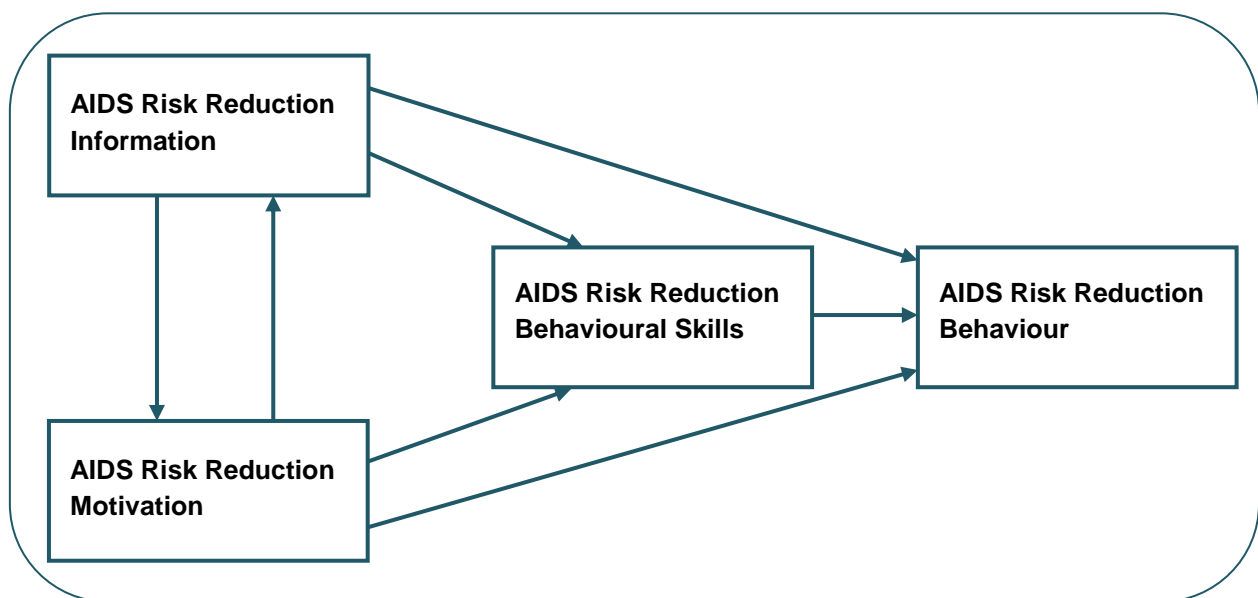 AIDS Risk Reduction
Information
AIDS Risk Reduction
Behavioural Skills
AIDS Risk Reduction
Behaviour
AIDS Risk Reduction
Motivation